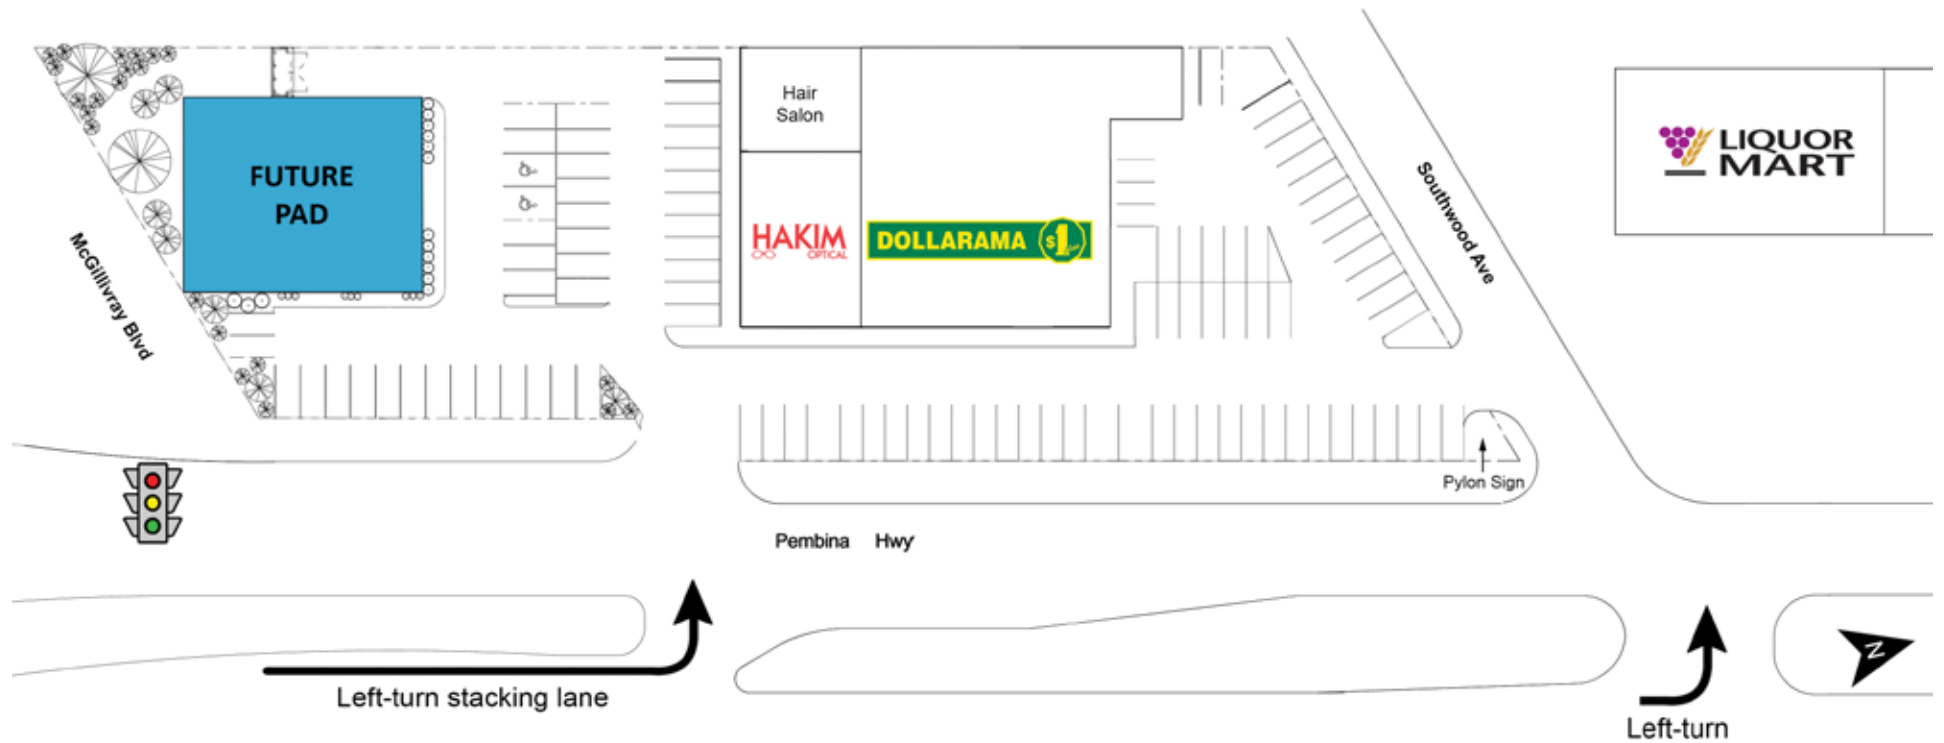 Hair
Salon
FUTURE
PAD
LIQUOR
MART
HAKIM
OPTICAL
DOLLARAMA $1
Southwood Ave
McGillivray Blvd
Pylon Sign
Pembina Hwy
Left-turn stacking lane
N
Left-turn